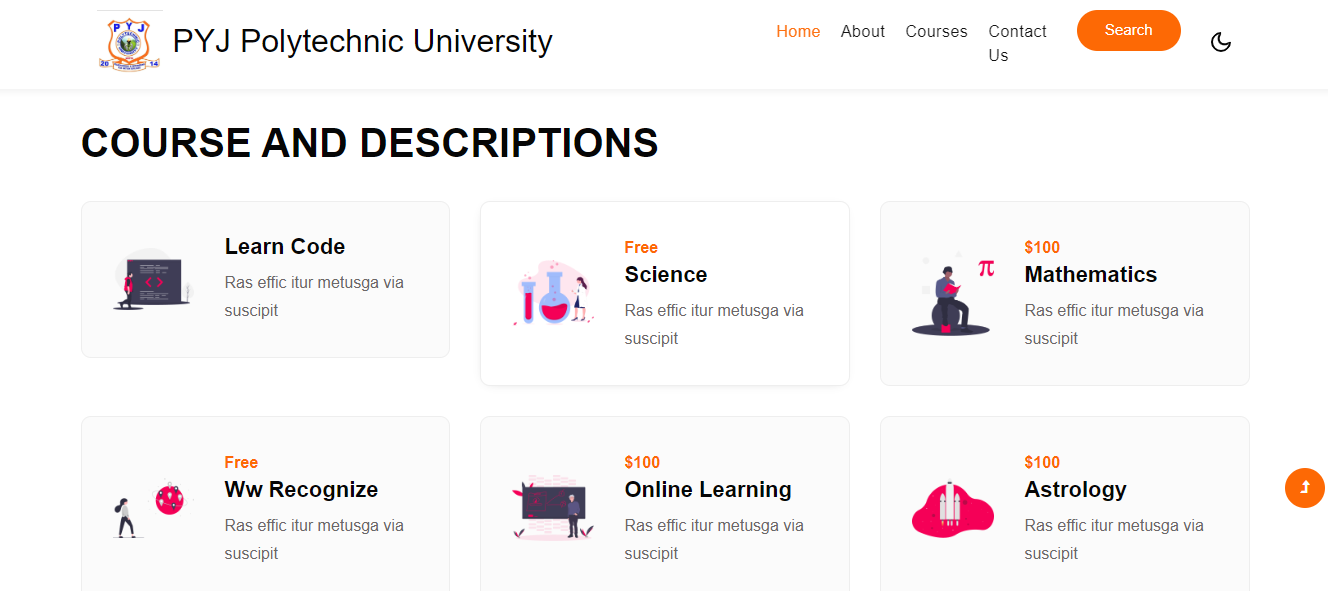 P Y J
20 14
PYJ Polytechnic University
Home About Courses Contact
Us
Search
COURSE AND DESCRIPTIONS
Learn Code
Ras effic itur metusga via
suscipit
Free
Science
Ras effic itur metusga via
suscipit
$100
Mathematics
Ras effic itur metusga via
suscipit
π
Free
Ww Recognize
Ras effic itur metusga via
suscipit
$100
Online Learning
Ras effic itur metusga via
suscipit
$100
Astrology
Ras effic itur metusga via
suscipit